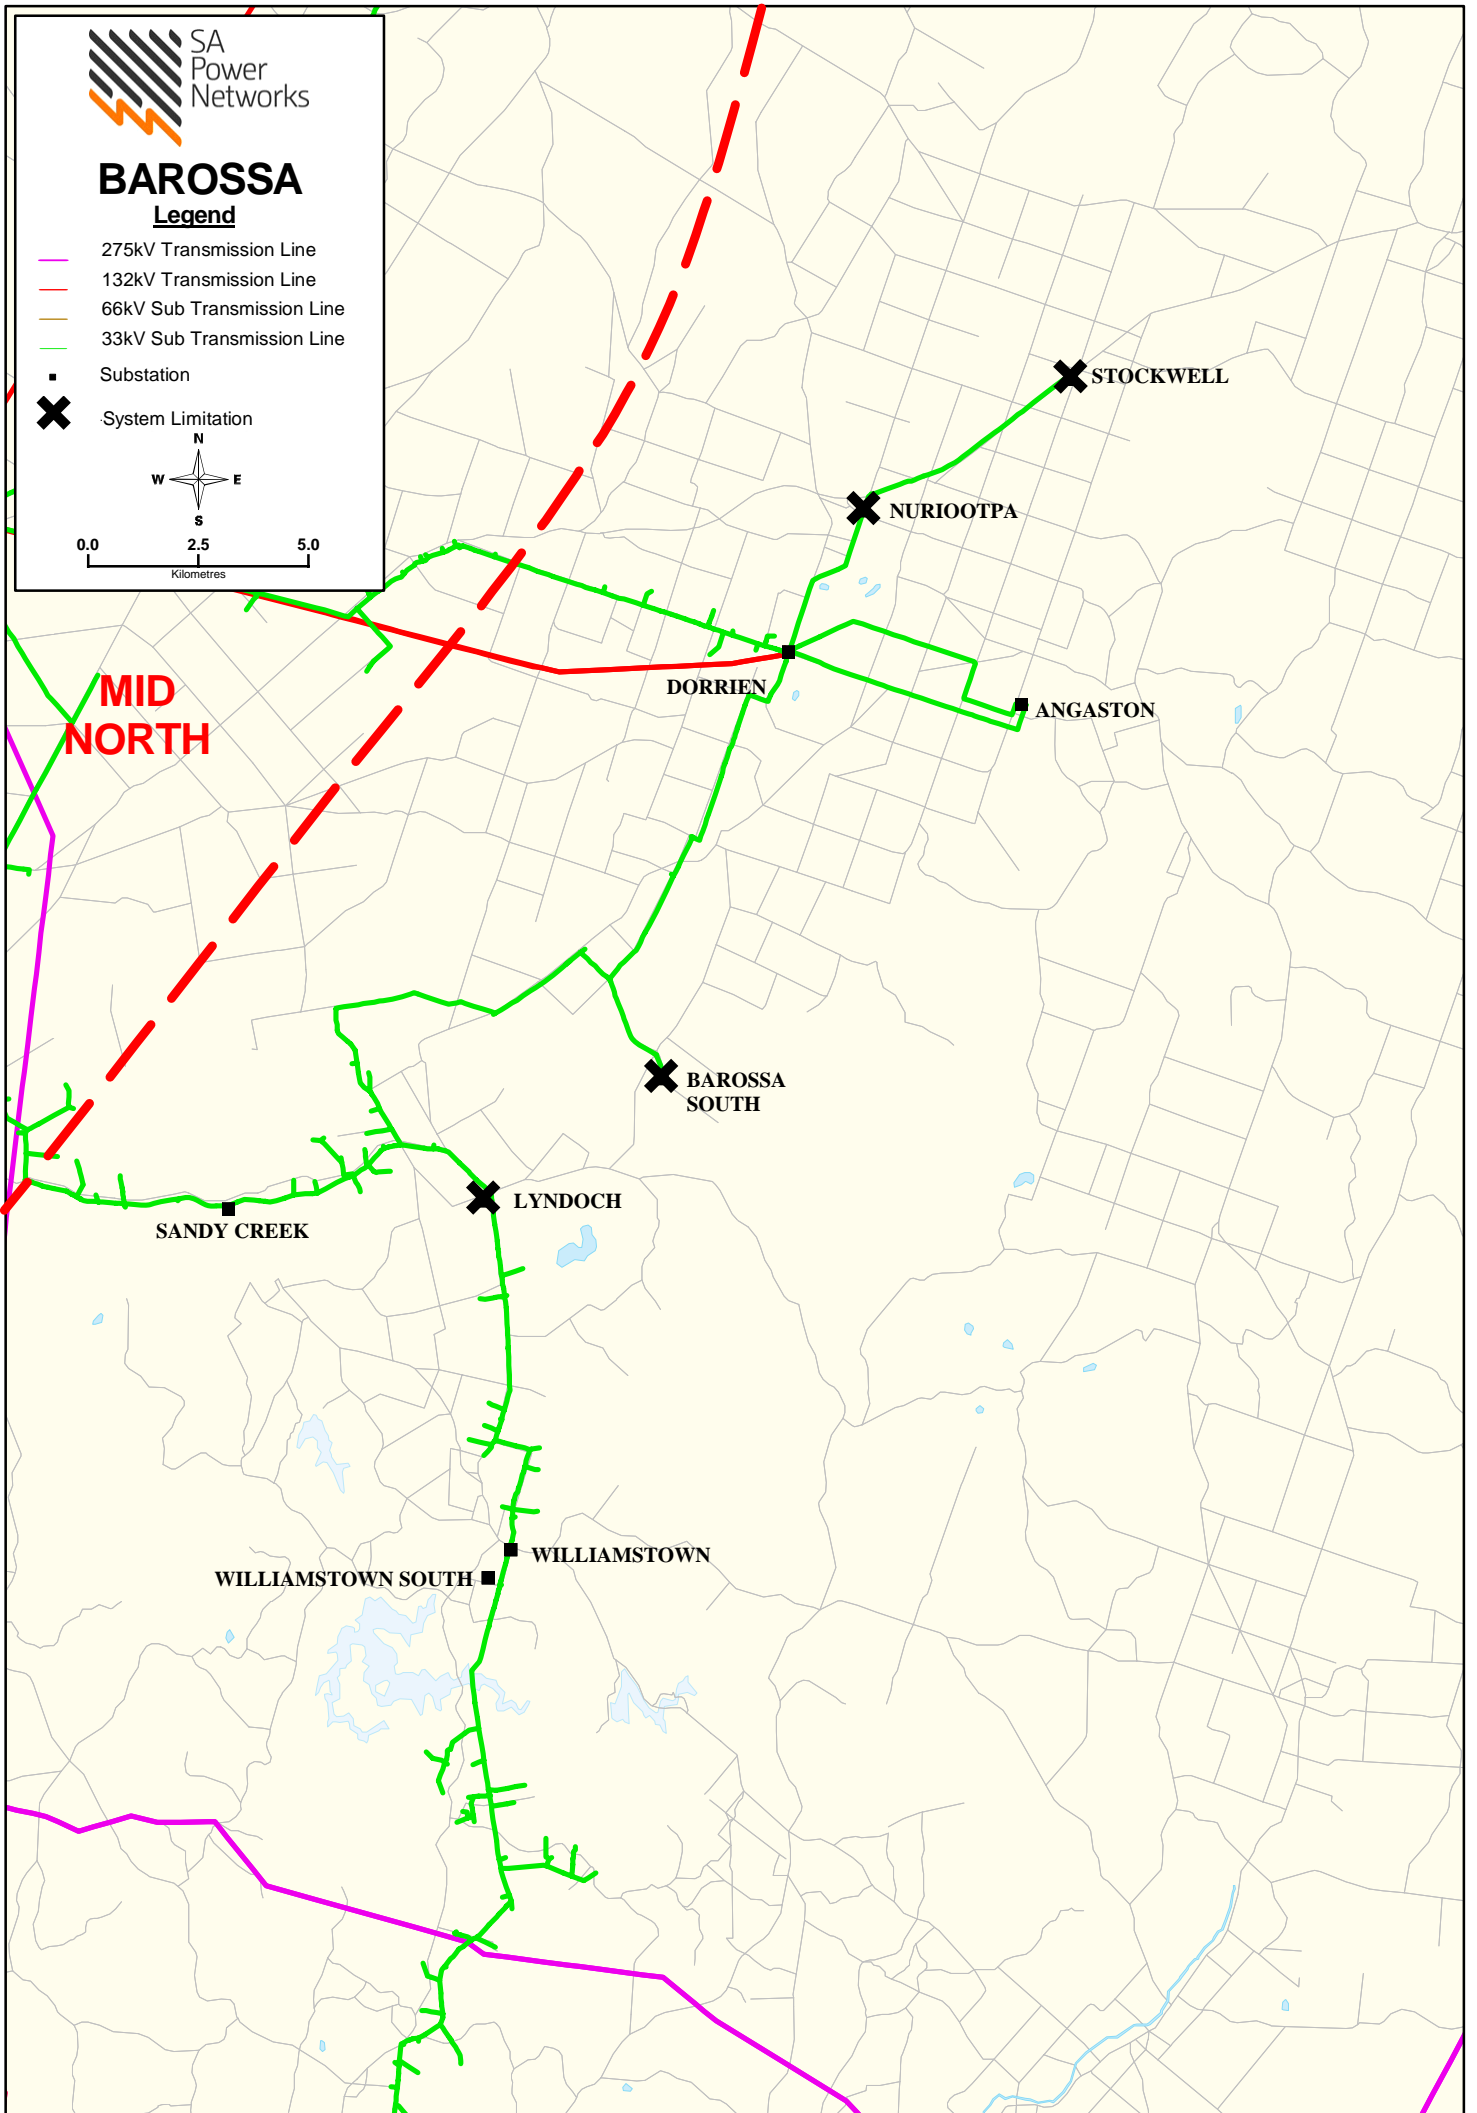 SA
Power
Networks
BAROSSA
Legend
275kV Transmission Line
132kV Transmission Line
66kV Sub Transmission Line
33kV Sub Transmission Line
Substation
System Limitation
N
W
E
S
0.0
2.5
5.0
Kilometres
STOCKWELL
NURIOOTPA
DORRIEN
ANGASTON
MID
NORTH
BAROSSA
SOUTH
LYNDOCH
SANDY CREEK
WILLIAMSTOWN
WILLIAMSTOWN SOUTH